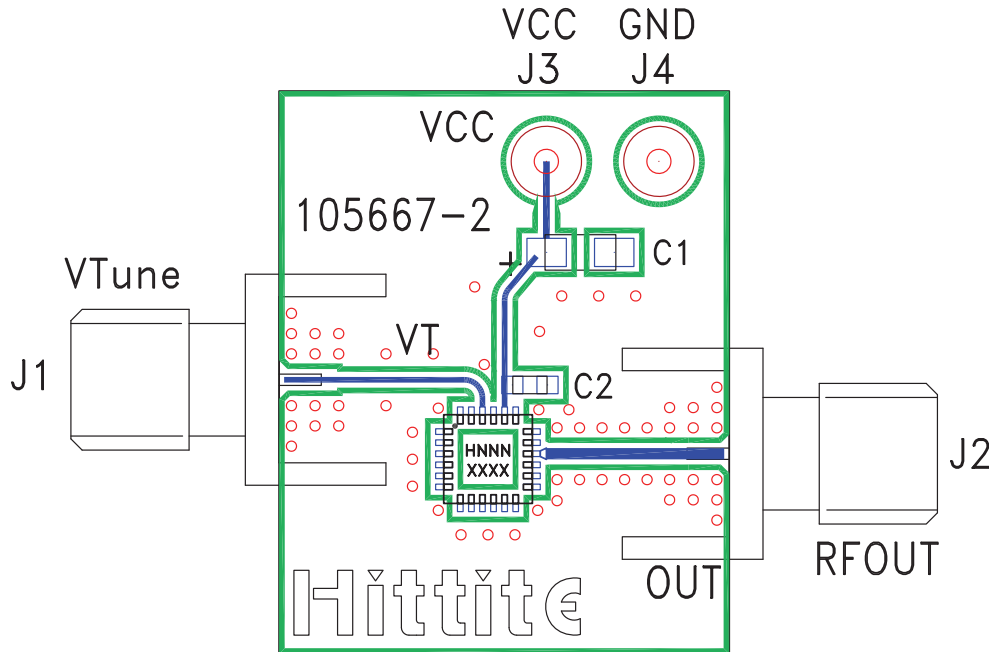 VCC GND
J3 J4
VCC
105667-2
C1
VTune
VT
J1
C2
HNNN
XXXX
J2
OUT
RFOUT
Hittite